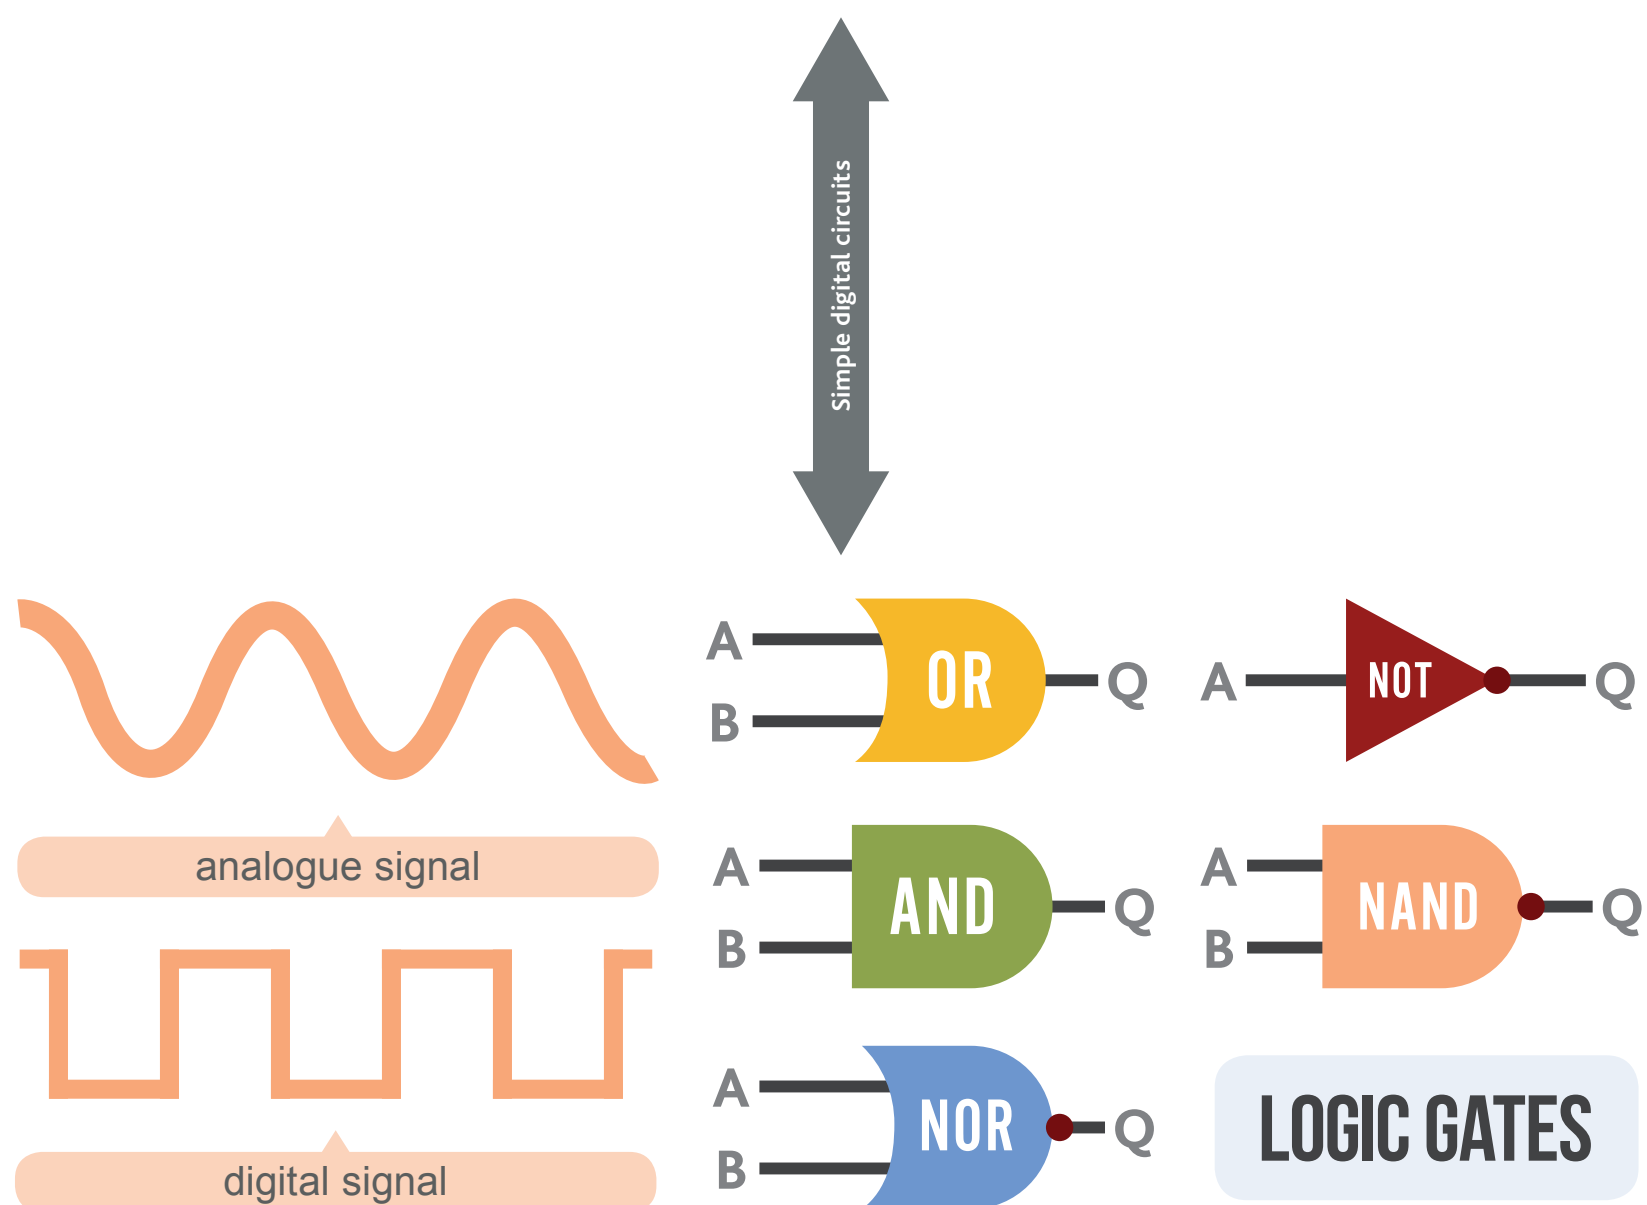 Simple digital circuits
A
B
OR
Q
A
NOT
Q
analogue signal
A
B
AND
Q
A
B
NAND
Q
digital signal
A
B
NOR
Q
LOGIC GATES